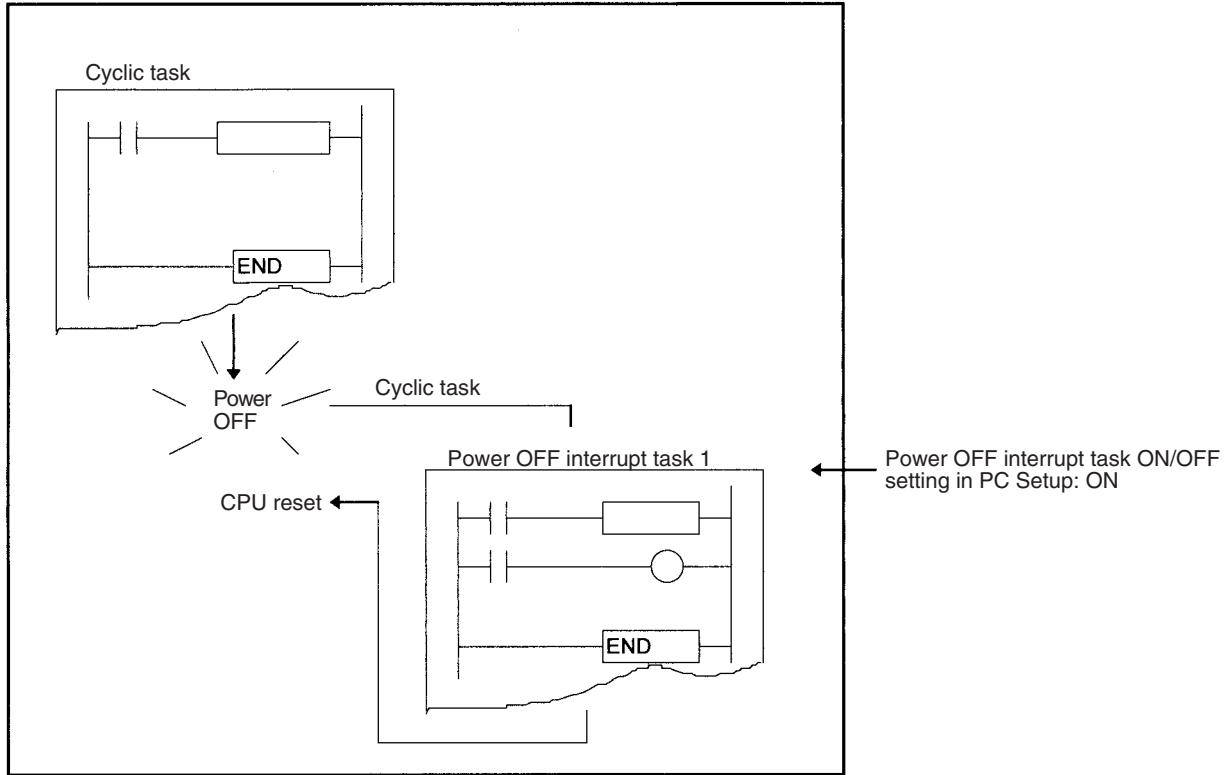 Cyclic task
END
Power
OFF
Cyclic task
Power OFF interrupt task 1
Power OFF interrupt task ON/OFF
setting in PC Setup: ON
CPU reset
END